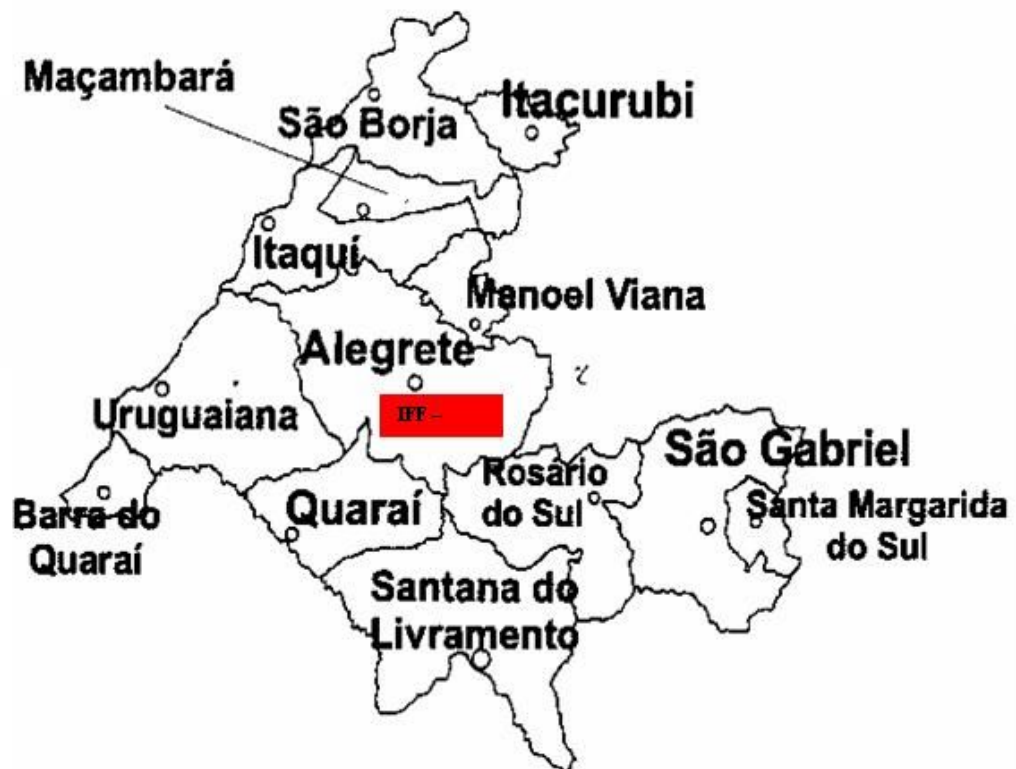 Maçambará
Itacurubi
São Borja
Itaquí
Manoel Viana
Alegrete
IFF –
Uruguaiana
São Gabriel
Rosário
do Sul
Quaraí
Santa Margarida
do Sul
Barra do
Quaraí
Santana do
Livramento